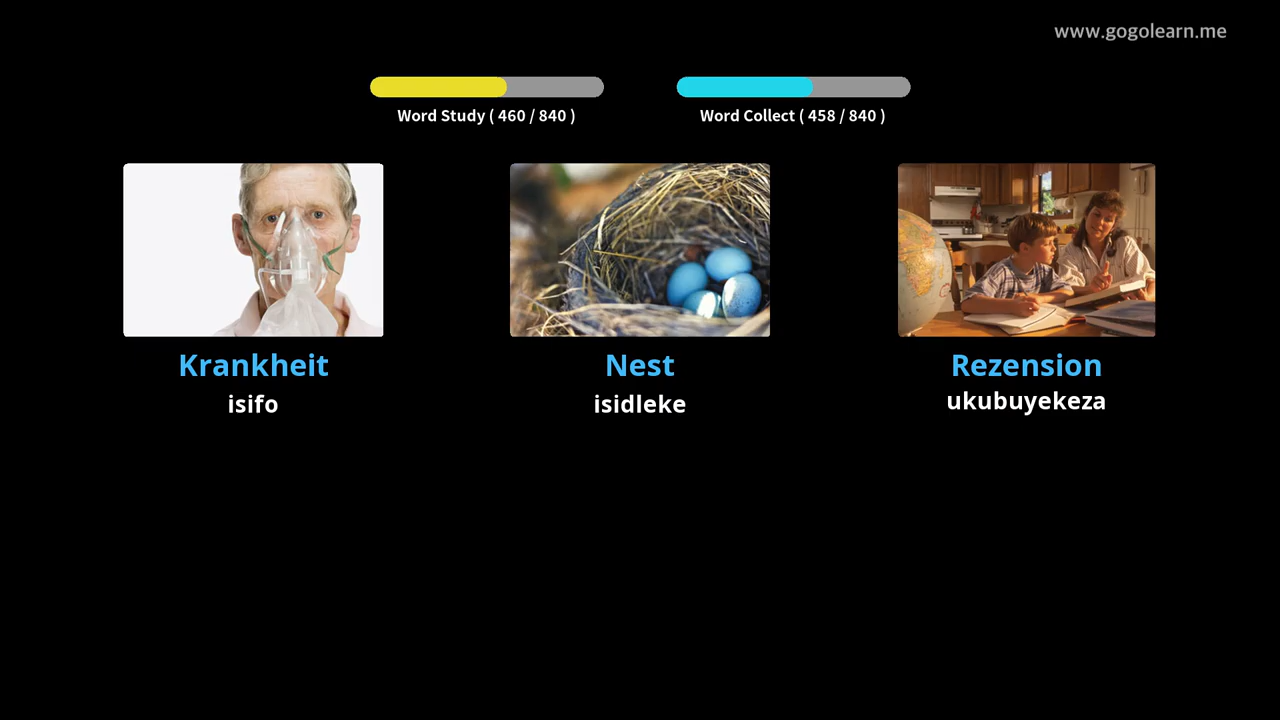 www.gogolearn.me
Word Study ( 460 / 840 )
Word Collect ( 458 / 840 )
Krankheit
isifo
Nest
isidleke
Rezension
ukubuyekeza